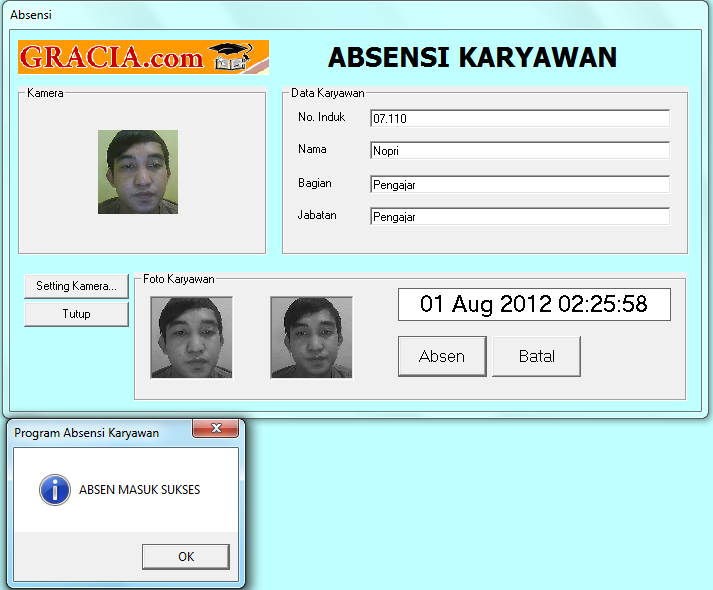 Absensi
GRACIA.com
ABSENSI KARYAWAN
Kamera
Data Karyawan
No. Induk 07.110
Nama Nopri
Bagian Pengajar
Jabatan Pengajar
Setting Kamera...
Tutup
Foto Karyawan
01 Aug 2012 02:25:58
Absen Batal
Program Absensi Karyawan
ABSEN MASUK SUKSES
OK